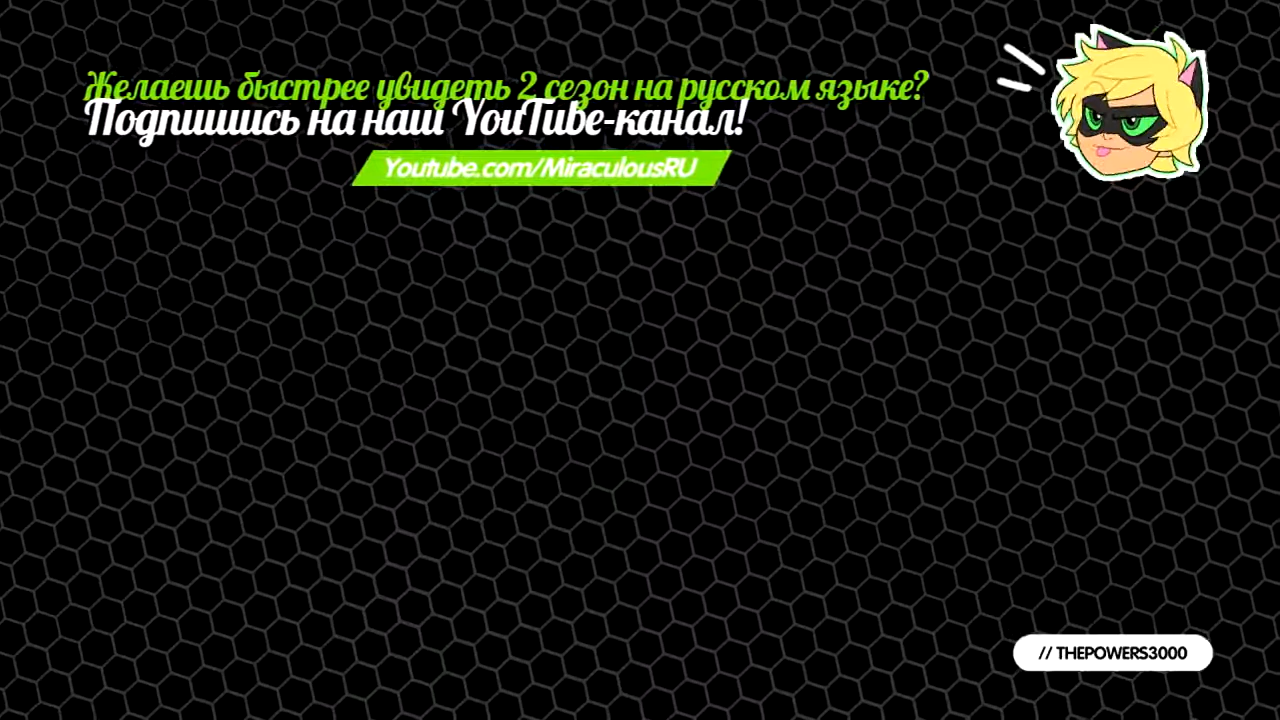 Желаешь быстрее увидеть 2 сезон на русском языке?
Подпишись на наш YouTube-канал!
Youtube.com/MiraculousRU
// THEPOWERS3000